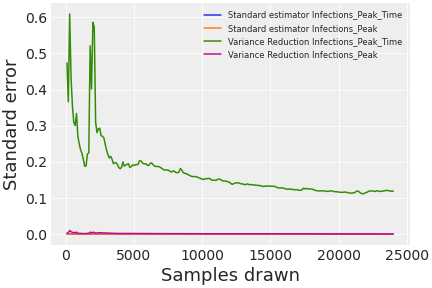 Standard error
0.6
0.5
0.4
0.3
0.2
0.1
0.0
Standard estimator Infections_Peak_Time
Standard estimator Infections_Peak
Variance Reduction Infections_Peak_Time
Variance Reduction Infections_Peak
0 5000 10000 15000 20000 25000
Samples drawn